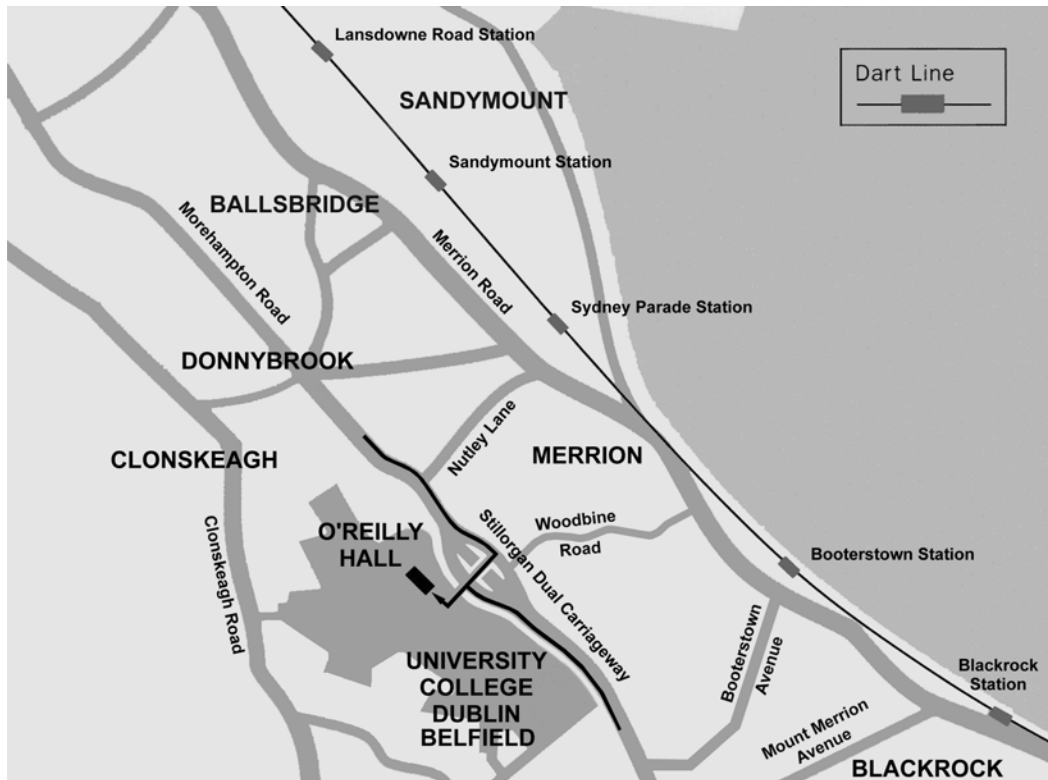 Lansdowne Road Station
Dart Line
SANDYMOUNT
Sandymount Station
BALLSBRIDGE
Morehampton Road
Merrion Road
Sydney Parade Station
DONNYBROOK
Nutley Lane
CLONSKEAGH
MERRION
O'REILLY
HALL
Stillorgan Dual Carriageway
Woodbine
Road
Clonskeagh Road
Booterstown Station
Booterstown
Avenue
UNIVERSITY
COLLEGE
DUBLIN
BELFIELD
Blackrock
Station
Mount Merrion
Avenue
BLACKROCK